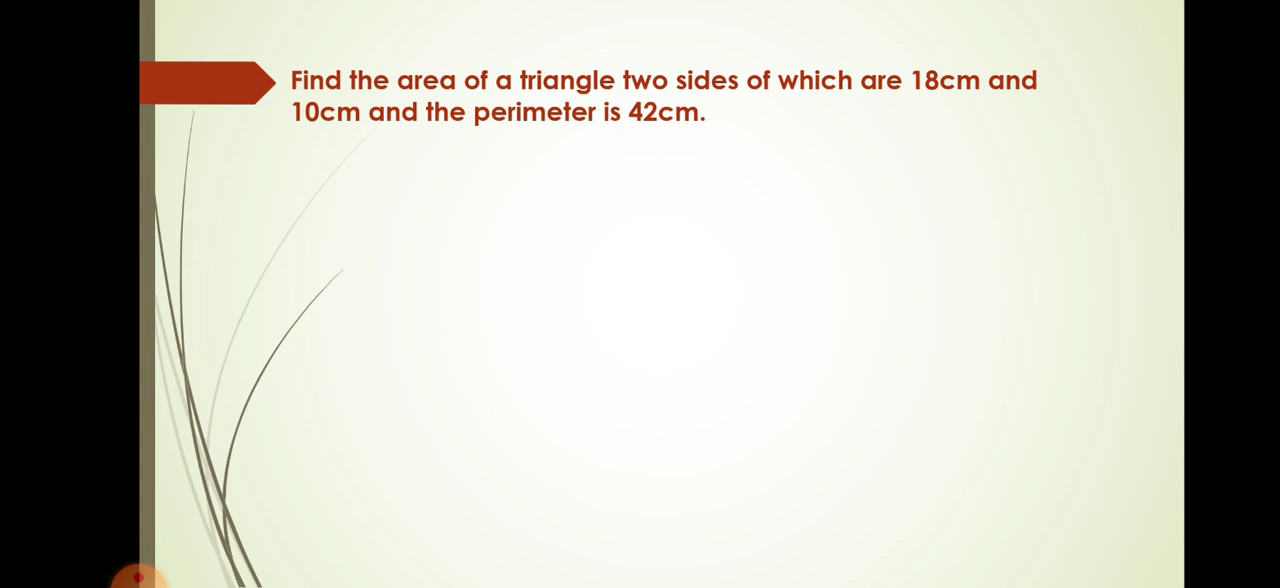 Find the area of a triangle two sides of which are 18cm and
10cm and the perimeter is 42cm.